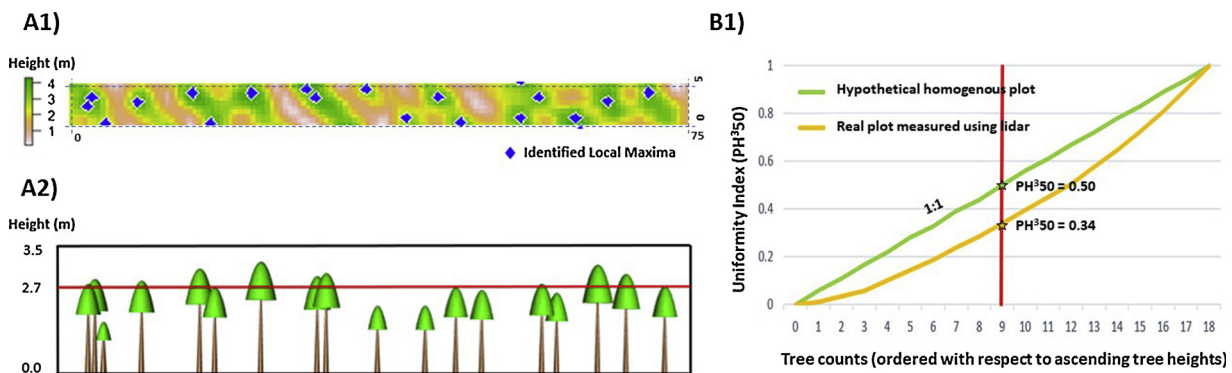 A1)
Height (m)
4
3
2
1
5
0
0
75
Identified Local Maxima
A2)
Height (m)
3.5
2.7
0.0
B1)
Uniformity Index (PH³50)
1
0.8
0.6
0.4
0.2
0
Hypothetical homogenous plot
Real plot measured using lidar
1:1
PH³50 = 0.50
PH³50 = 0.34
0 1 2 3 4 5 6 7 8 9 10 11 12 13 14 15 16 17 18
Tree counts (ordered with respect to ascending tree heights)